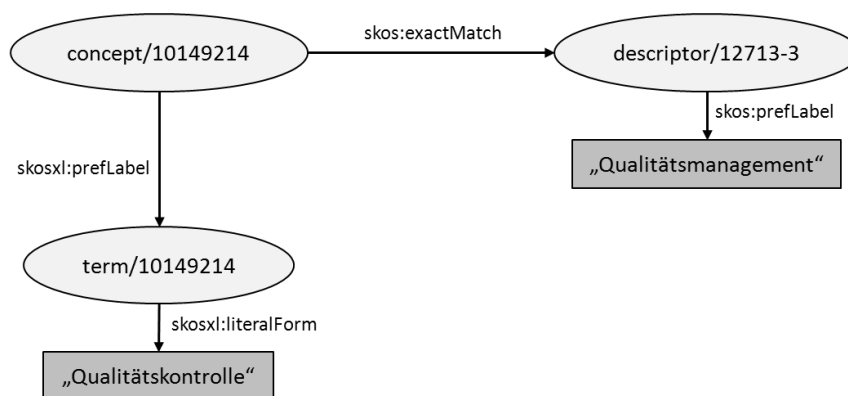 skos:exactMatch
concept/10149214
descriptor/12713-3
skos:prefLabel
skosxl:prefLabel
„Qualitätsmanagement“
term/10149214
skosxl:literalForm
„Qualitätskontrolle“